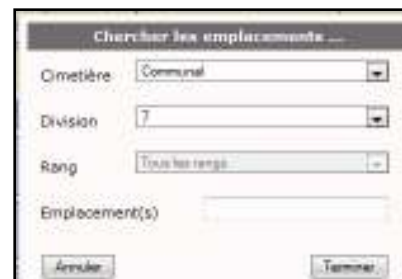 Chercher les emplacements ...
Cimetière Communal
Division 7
Rang Tous les rangs
Emplacement(s)
Annuler Terminer